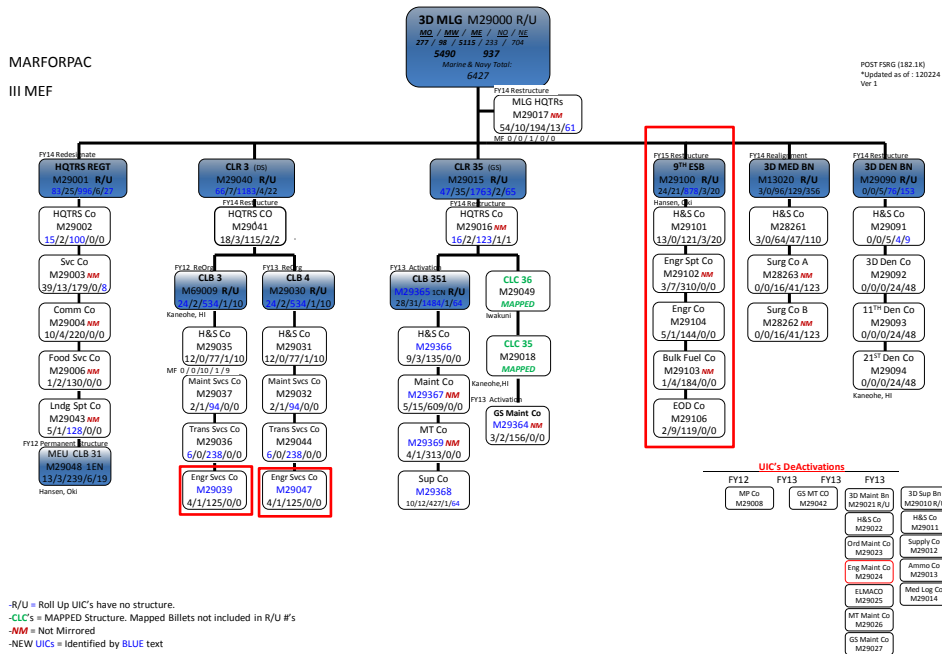 3D MLG M29000 R/U
MO / MW / ME / NO / NE
277 / 98 / 5115 / 233 / 704
5490 937
Marine & Navy Total:
6427
MARFORPAC
III MEF
POST FSRG (182.1K)
*Updated as of : 120224
Ver 1
FY14 Restructure
MLG HQTRs
M29017 NM
54/10/194/13/61
MF 0 / 0 / 1 / 0 / 0
FY14 Redesignate
HQTRS REGT
M29001 R/U
83/25/996/6/27
HQTRS Co
M29002
15/2/100/0/0
Svc Co
M29003 NM
39/13/179/0/8
Comm Co
M29004 NM
10/4/220/0/0
Food Svc Co
M29006 NM
1/2/130/0/0
Lndg Spt Co
M29043 NM
5/1/128/0/0
FY12 Permanent Structure
MEU CLB 31
M29048 1EN
13/3/239/6/19
Hansen, Oki
CLR 3 (DS)
M29040 R/U
66/7/1183/4/22
FY14 Restructure
HQTRS CO
M29041
18/3/115/2/2
.
FY12 ReOrg
CLB 3
M69009 R/U
24/2/534/1/10
Kaneohe, HI
H&S Co
M29035
12/0/77/1/10
MF 0 / 0 /10 / 1 / 9
Maint Svcs Co
M29037
2/1/94/0/0
Trans Svcs Co
M29036
6/0/238/0/0
Engr Svcs Co
M29039
4/1/125/0/0
FY13 ReOrg
CLB 4
M29030 R/U
24/2/534/1/10
H&S Co
M29031
12/0/77/1/10
Maint Svcs Co
M29032
2/1/94/0/0
Trans Svcs Co
M29044
6/0/238/0/0
Engr Svcs Co
M29047
4/1/125/0/0
CLR 35 (GS)
M29015 R/U
47/35/1763/2/65
FY14 Restructure
HQTRS Co
M29016 NM
16/2/123/1/1
FY13 Activation
CLB 351
M29365 1CN R/U
28/31/1484/1/64
H&S Co
M29366
9/3/135/0/0
Maint Co
M29367 NM
5/15/609/0/0
MT Co
M29369 NM
4/1/313/0/0
Sup Co
M29368
10/12/427/1/64
CLC 36
M29049
MAPPED
Iwakuni
CLC 35
M29018
MAPPED
Kaneohe,HI
FY13 Activation
GS Maint Co
M29364 NM
3/2/156/0/0
FY15 Restructure
9TH ESB
M29100 R/U
24/21/878/3/20
Hansen, Oki
H&S Co
M29101
13/0/121/3/20
Engr Spt Co
M29102 NM
3/7/310/0/0
Engr Co
M29104
5/1/144/0/0
Bulk Fuel Co
M29103 NM
1/4/184/0/0
EOD Co
M29106
2/9/119/0/0
FY14 Realignment
3D MED BN
M13020 R/U
3/0/96/129/356
H&S Co
M28261
3/0/64/47/110
Surg Co A
M28263 NM
0/0/16/41/123
Surg Co B
M28262 NM
0/0/16/41/123
FY14 Restructure
3D DEN BN
M29090 R/U
0/0/5/76/153
H&S Co
M29091
0/0/5/4/9
3D Den Co
M29092
0/0/0/24/48
11TH Den Co
M29093
0/0/0/24/48
21ST Den Co
M29094
0/0/0/24/48
Kaneohe, HI
UIC's DeActivations
FY12 FY13 FY13 FY13
MP Co
M29008
GS MT CO
M29042
3D Maint Bn
M29021 R/U
H&S Co
M29022
Ord Maint Co
M29023
Eng Maint Co
M29024
ELMACO
M29025
MT Maint Co
M29026
GS Maint Co
M29027
3D Sup Bn
M29010 R/U
H&S Co
M29011
Supply Co
M29012
Ammo Co
M29013
Med Log Co
M29014
-R/U = Roll Up UIC's have no structure.
-CLC's = MAPPED Structure. Mapped Billets not included in R/U #'s
-NM = Not Mirrored
-NEW UICs = Identified by BLUE text